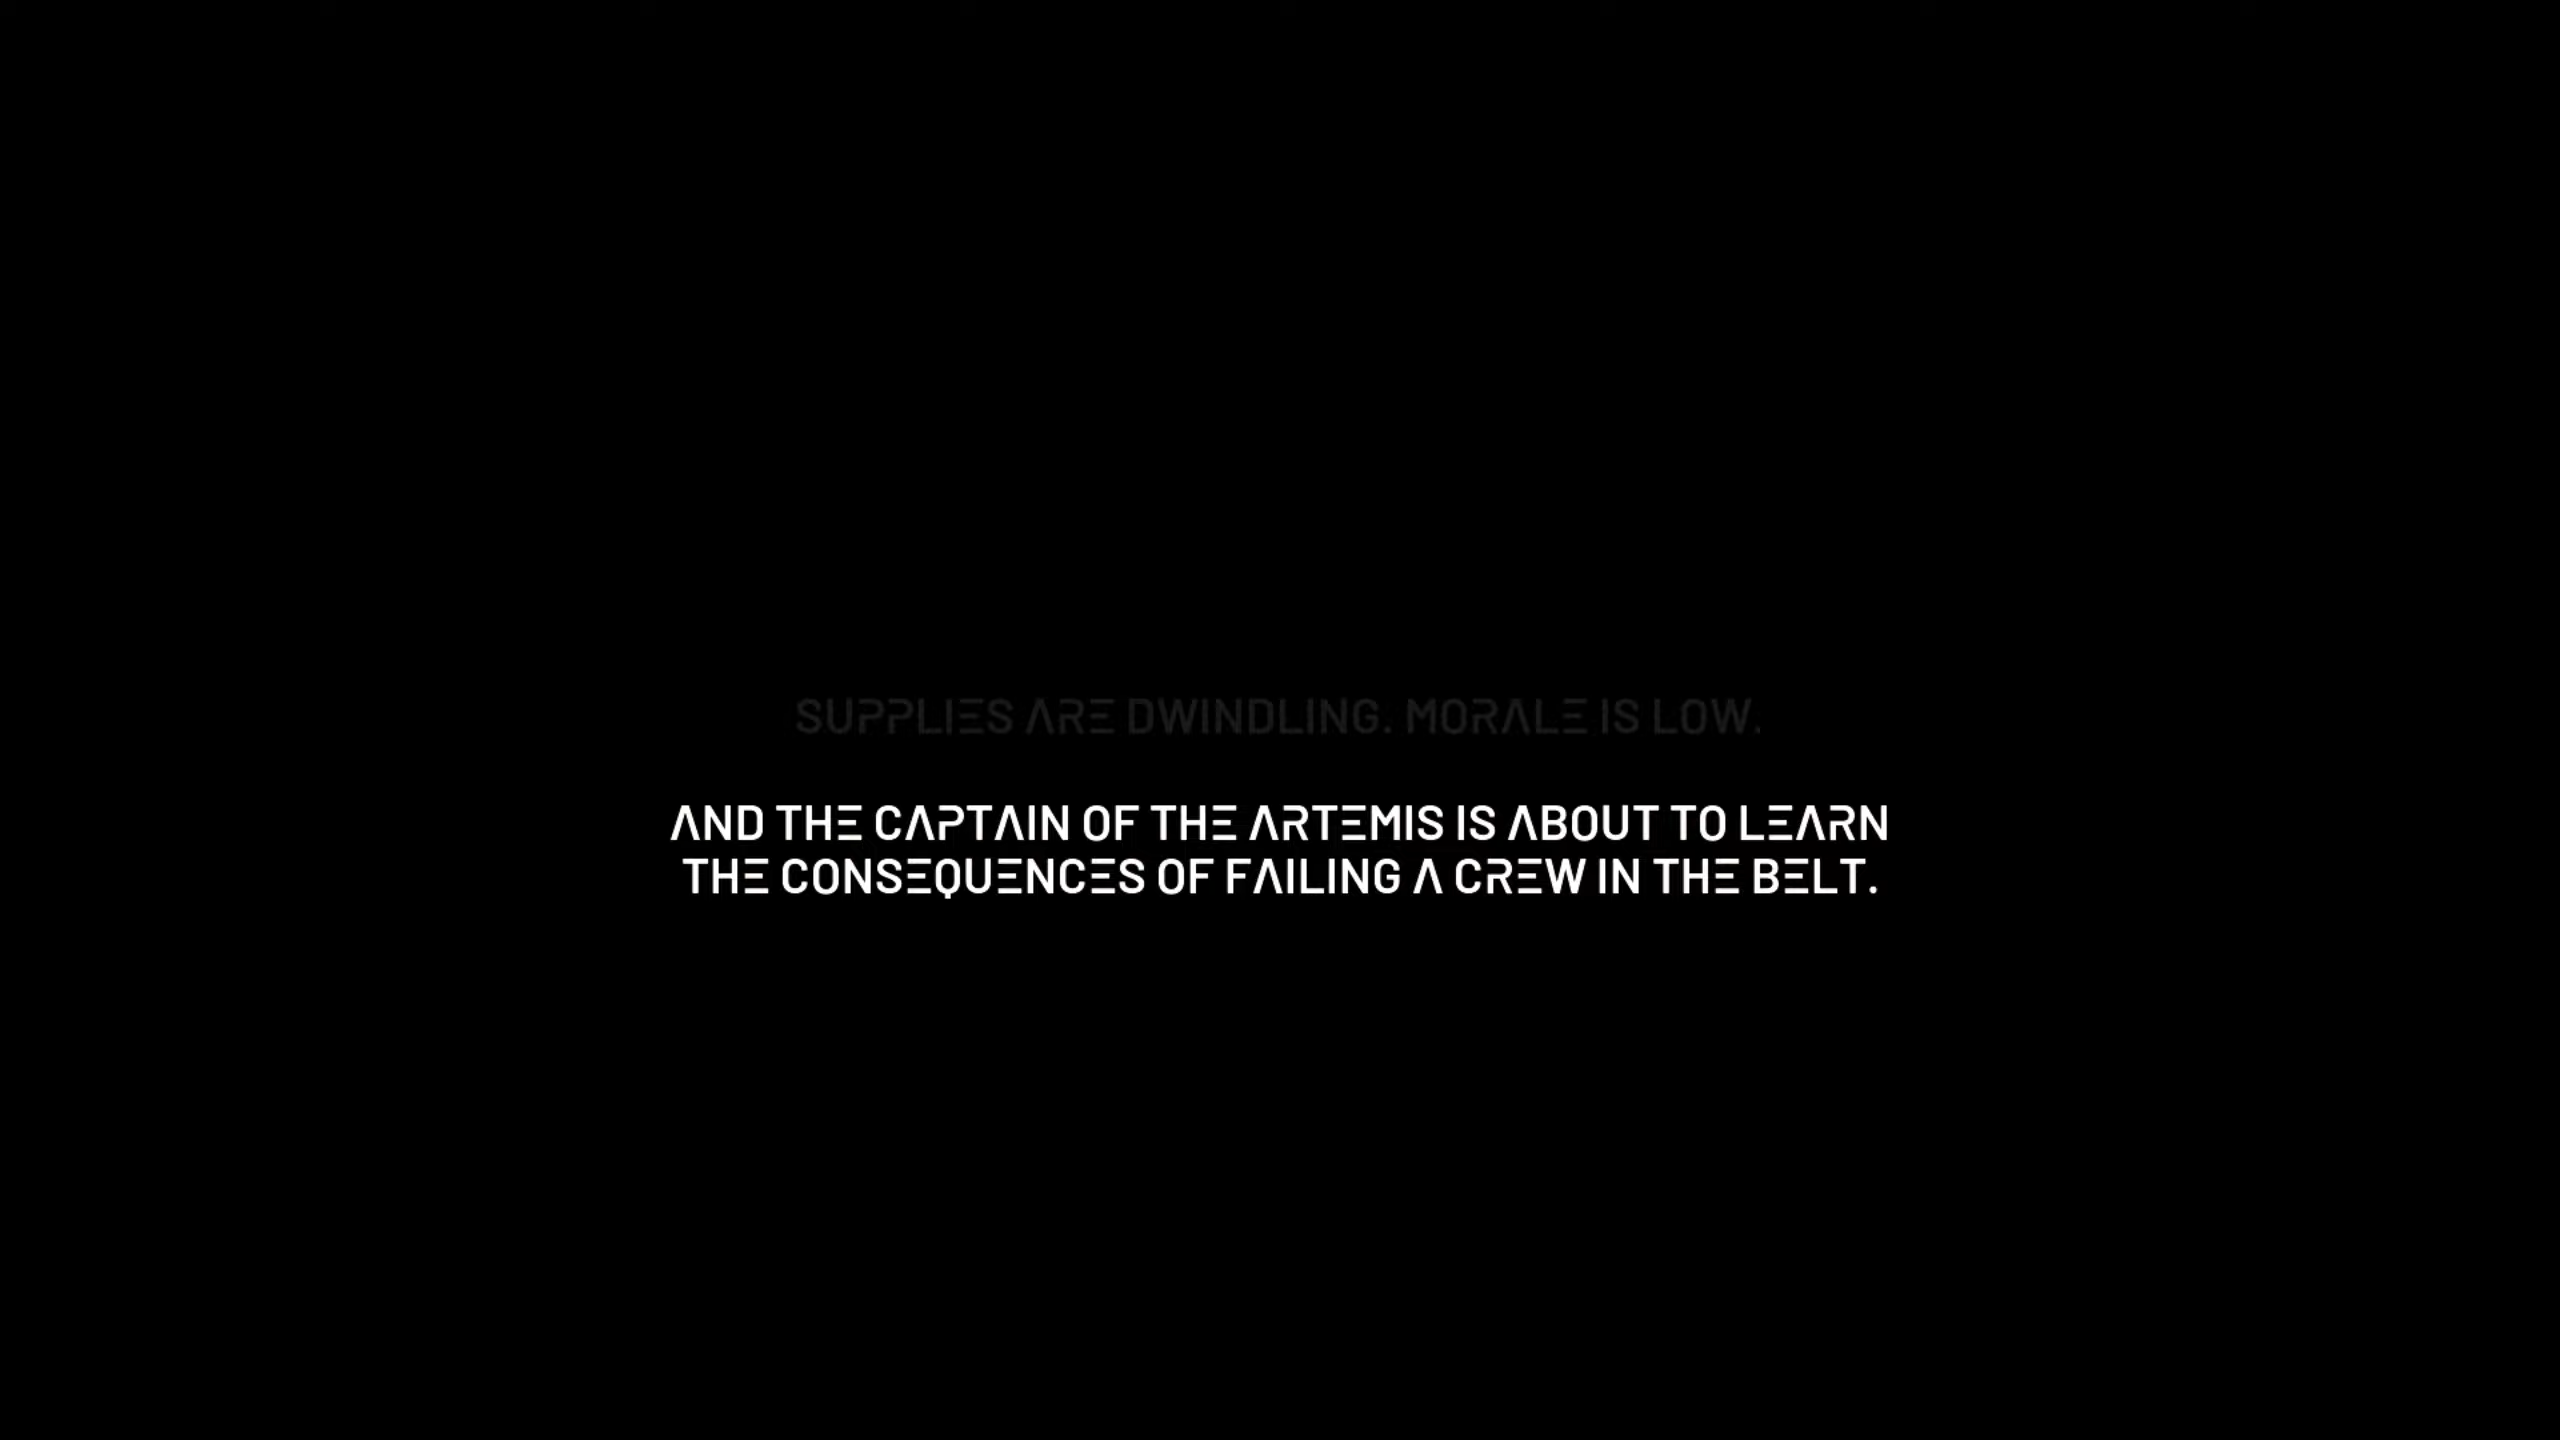 SUPPLIES ARE DWINDLING. MORALE IS LOW.
AND THE CAPTAIN OF THE ARTEMIS IS ABOUT TO LEARN
THE CONSEQUENCES OF FAILING A CREW IN THE BELT.